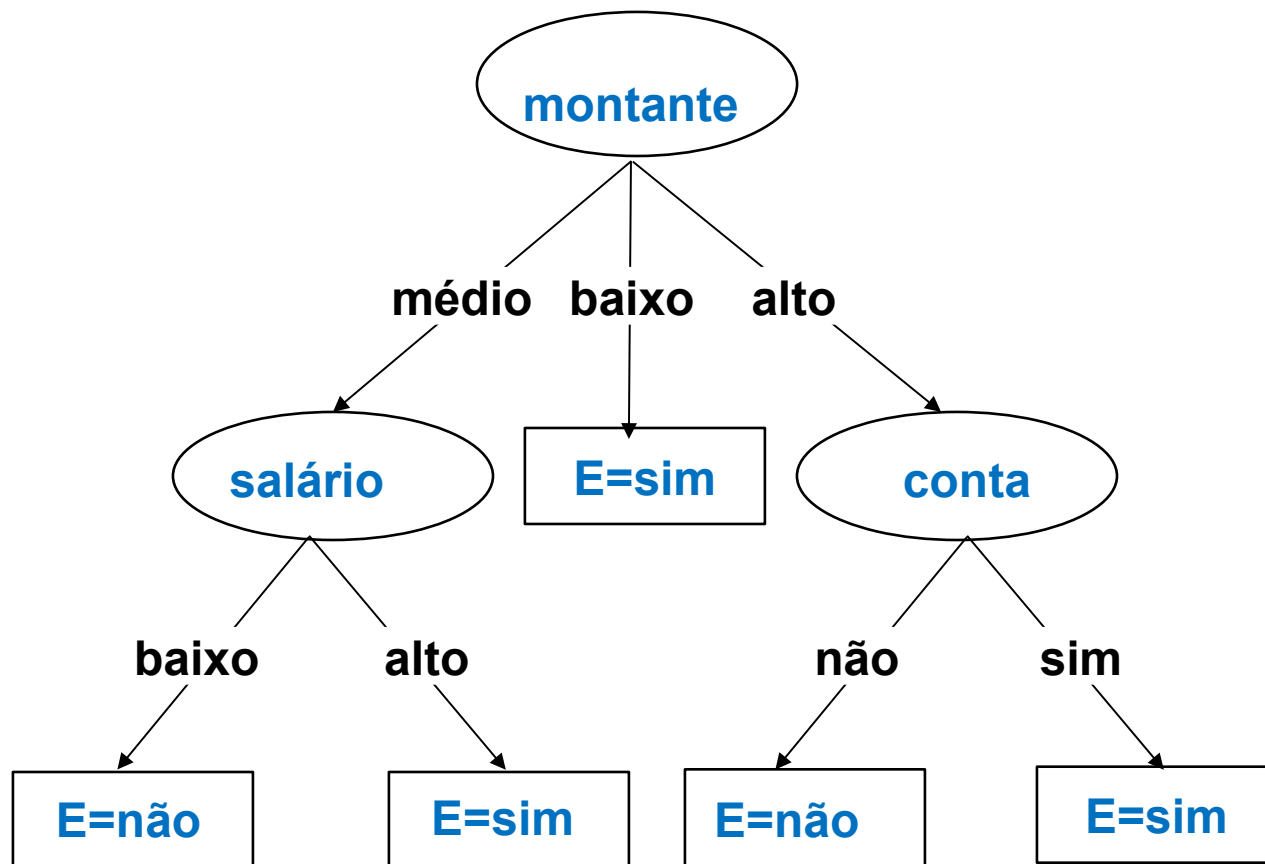 montante
médio baixo alto
salário E=sim conta
baixo alto não sim
E=não E=sim E=não E=sim